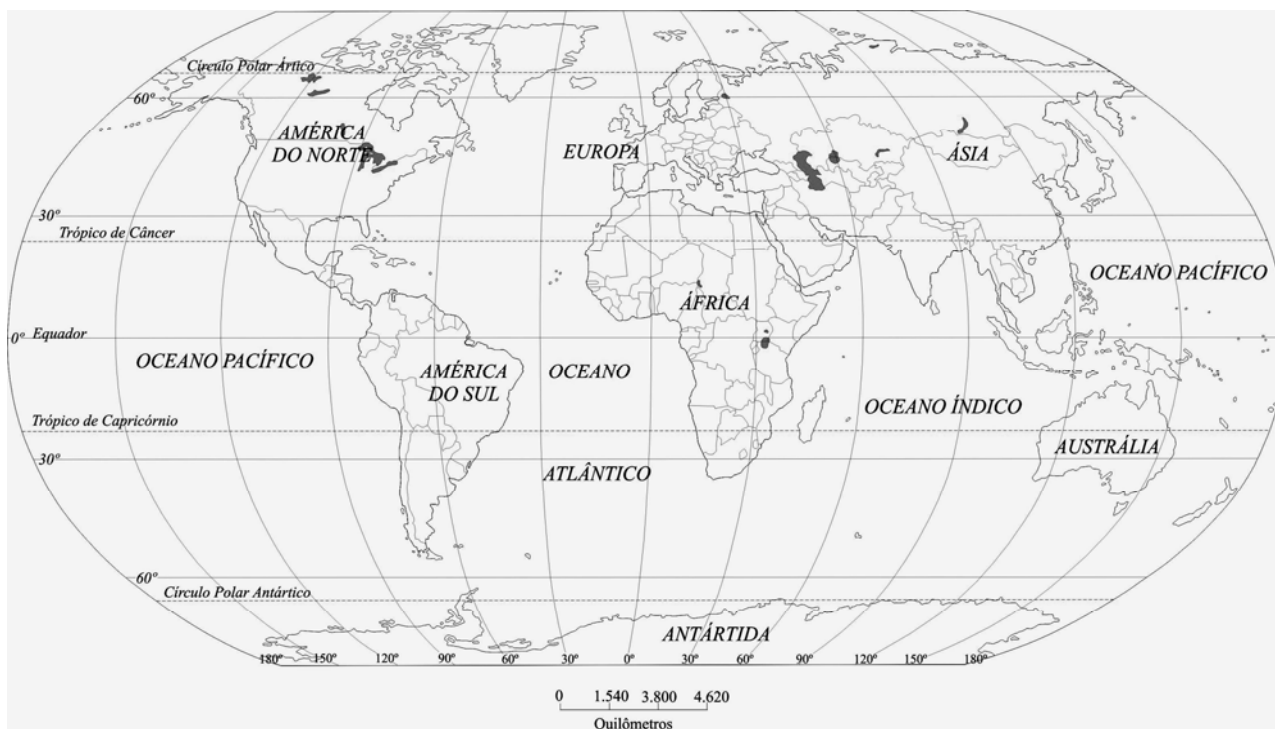 Círculo Polar Ártico
60º
AMÉRICA
DO NORTE
EUROPA
ÁSIA
30º
Trópico de Câncer
OCEANO PACÍFICO
ÁFRICA
0º
Equador
OCEANO PACÍFICO
AMÉRICA
DO SUL
OCEANO
OCEANO ÍNDICO
Trópico de Capricórnio
AUSTRÁLIA
30º
ATLÂNTICO
60º
Círculo Polar Antártico
ANTÁRTIDA
180º 150º 120º 90º 60º 30º 0º 30º 60º 90º 120º 150º 180º
0 1.540 3.800 4.620
Quilômetros